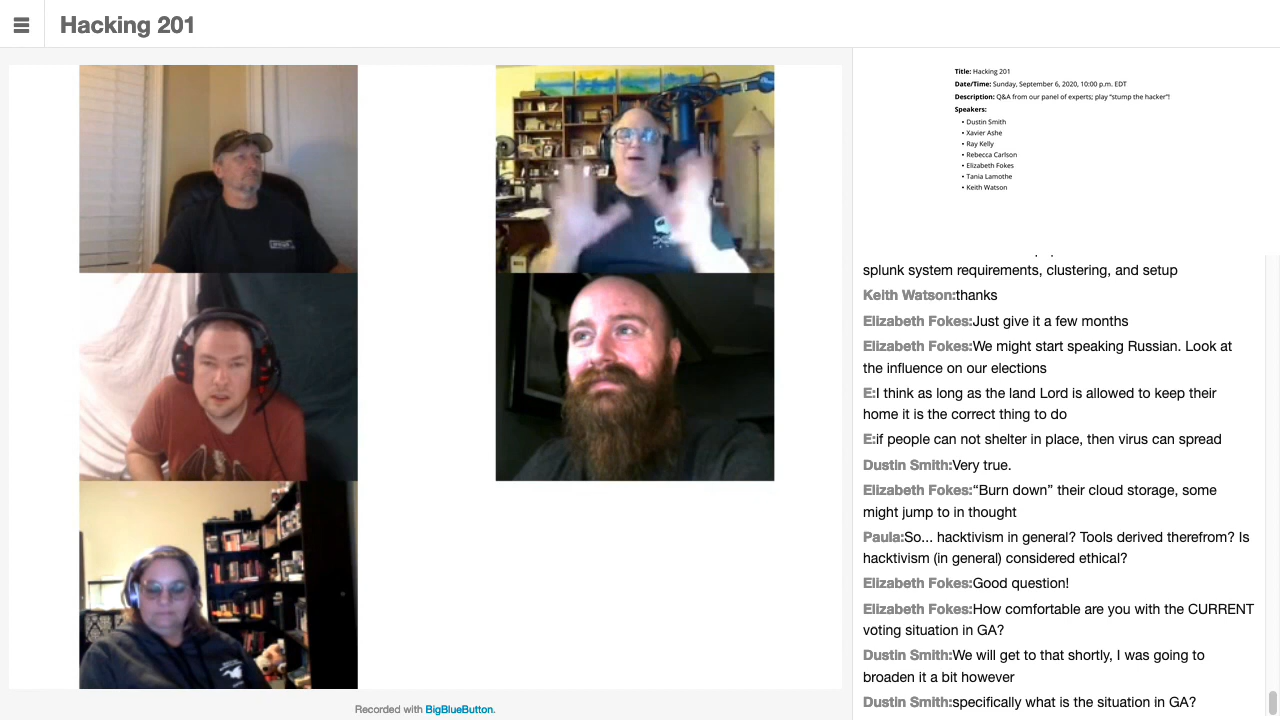 Hacking 201
Title: Hacking 201
Date/Time: Sunday, September 6, 2020, 10:00 p.m. EDT
Description: Q&A from our panel of experts; play "stump the hacker"!
Speakers:
• Dustin Smith
• Xavier Ashe
• Ray Kelly
• Rebecca Carlson
• Elizabeth Fokes
• Tania Lamothe
• Keith Watson
splunk system requirements, clustering, and setup
Keith Watson:thanks
Elizabeth Fokes:Just give it a few months
Elizabeth Fokes:We might start speaking Russian. Look at
the influence on our elections
E:I think as long as the land Lord is allowed to keep their
home it is the correct thing to do
E:if people can not shelter in place, then virus can spread
Dustin Smith:Very true.
Elizabeth Fokes:“Burn down” their cloud storage, some
might jump to in thought
Paula:So... hacktivism in general? Tools derived therefrom? Is
hacktivism (in general) considered ethical?
Elizabeth Fokes:Good question!
Elizabeth Fokes:How comfortable are you with the CURRENT
voting situation in GA?
Dustin Smith:We will get to that shortly, I was going to
broaden it a bit however
Dustin Smith:specifically what is the situation in GA?
Recorded with BigBlueButton.